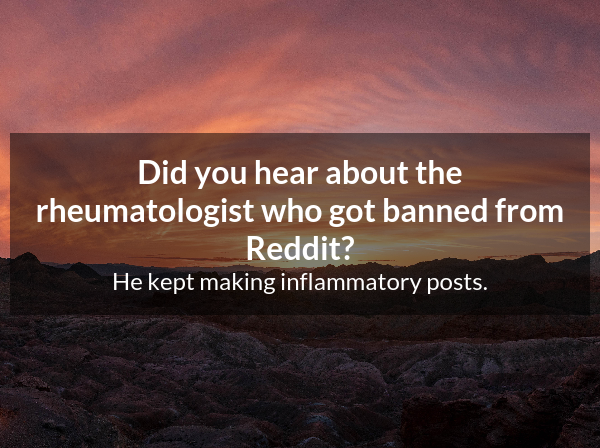 Did you hear about the
rheumatologist who got banned from
Reddit?
He kept making inflammatory posts.